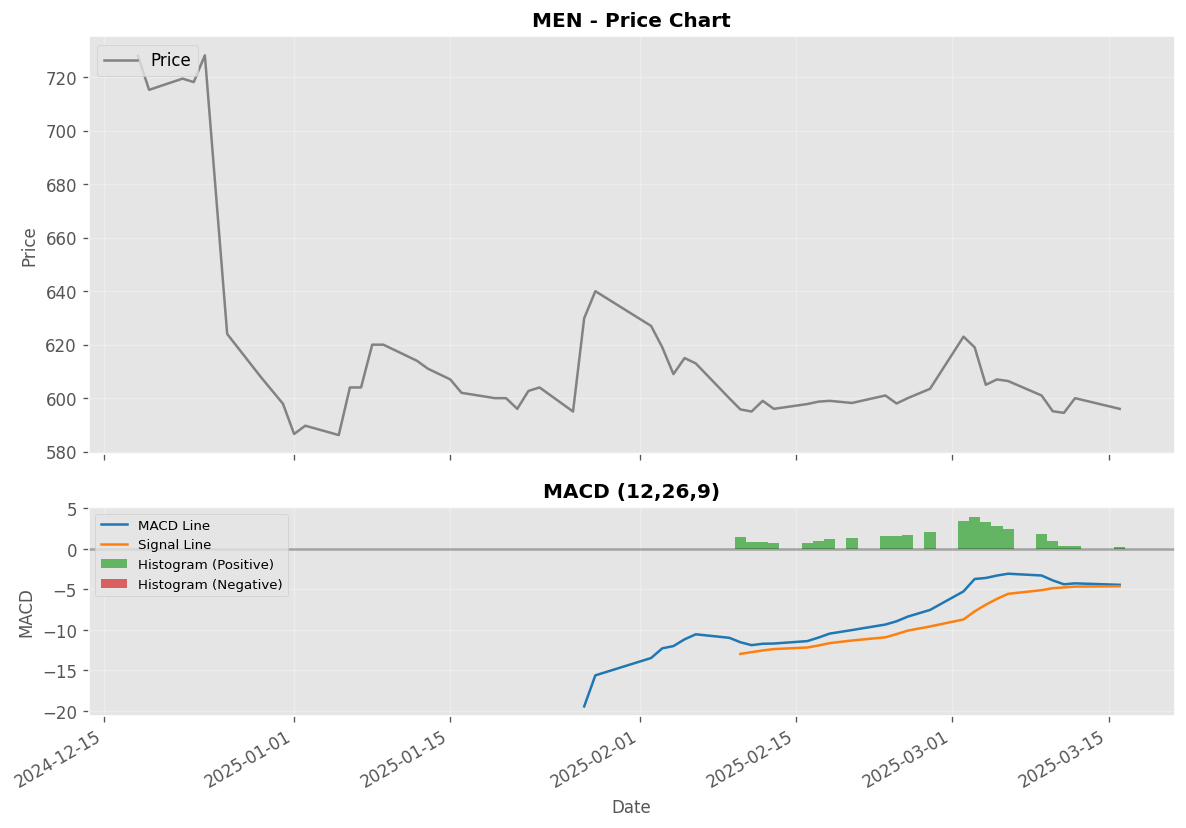 MEN - Price Chart
Price
720
700
680
660
640
620
600
580
Price
MACD (12,26,9)
MACD Line
Signal Line
Histogram (Positive)
Histogram (Negative)
5
0
−5
−10
−15
−20
MACD
2024-12-15
2025-01-01
2025-01-15
2025-02-01
2025-02-15
2025-03-01
2025-03-15
Date